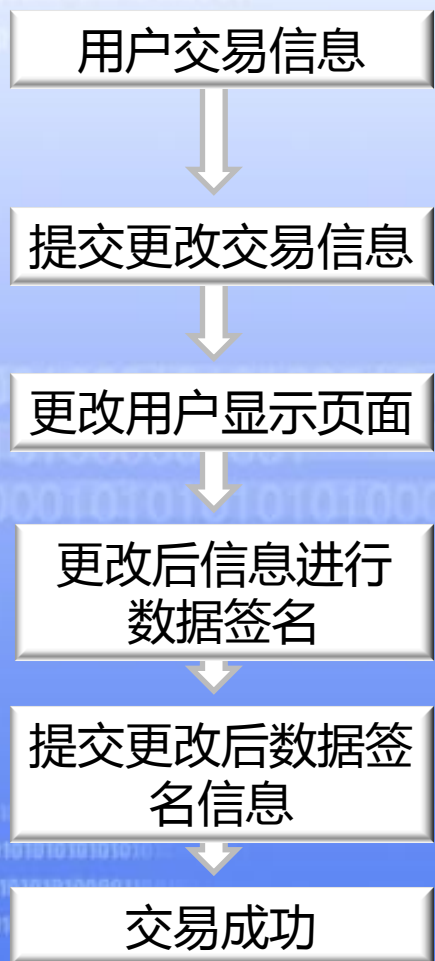 用户交易信息
提交更改交易信息
更改用户显示页面
更改后信息进行
数据签名
提交更改后数据签
名信息
交易成功